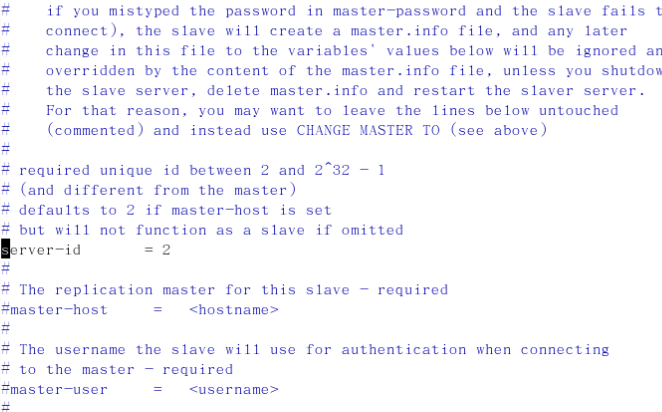 #    if you mistyped the password in master-password and the slave fails t
#    connect), the slave will create a master.info file, and any later
#    change in this file to the variables' values below will be ignored an
#    overridden by the content of the master.info file, unless you shutdow
#    the slave server, delete master.info and restart the slaver server.
#    For that reason, you may want to leave the lines below untouched
#    (commented) and instead use CHANGE MASTER TO (see above)
#
# required unique id between 2 and 2^32 - 1
# (and different from the master)
# defaults to 2 if master-host is set
# but will not function as a slave if omitted
server-id       = 2
#
# The replication master for this slave - required
#master-host     =   <hostname>
#
# The username the slave will use for authentication when connecting
# to the master - required
#master-user     =   <username>
#